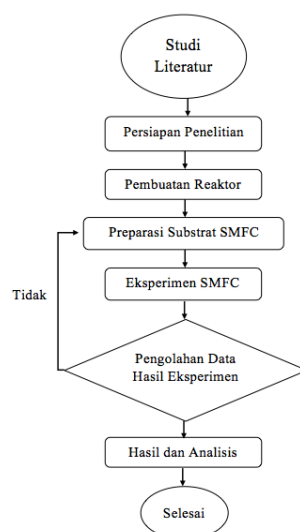 Studi
Literatur
Persiapan Penelitian
Pembuatan Reaktor
Preparasi Substrat SMFC
Eksperimen SMFC
Tidak
Pengolahan Data
Hasil Eksperimen
Hasil dan Analisis
Selesai